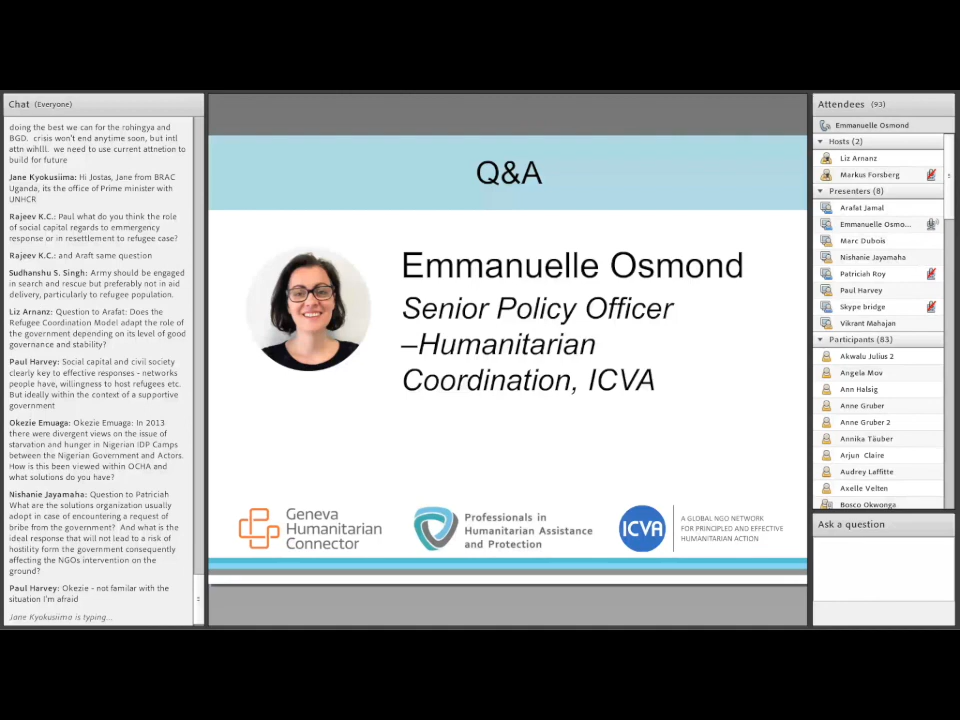 Chat (Everyone)
doing the best we can for the rohingya and
BGD. crisis won't end anytime soon, but intl
attn whlll. we need to use current attnetion to
build for future
Jane Kyokusiima: Hi Jostas, Jane from BRAC
Uganda, its the office of Prime minister with
UNHCR
Rajeev K.C.: Paul what do you think the role
of social capital regards to emmergency
response or in resettlement to refugee case?
Rajeev K.C.: and Araft same question
Sudhanshu S. Singh: Army should be engaged
in search and rescue but preferably not in aid
delivery, particularly to refugee population.
Liz Arnanz: Question to Arafat: Does the
Refugee Coordination Model adapt the role of
the government depending on its level of good
governance and stability?
Paul Harvey: Social capital and civil society
clearly key to effective responses - networks
people have, willingness to host refugees etc.
But ideally within the context of a supportive
government
Okezie Emuaga: Okezie Emuaga: In 2013
there were divergent views on the issue of
starvation and hunger in Nigerian IDP Camps
between the Nigerian Government and Actors.
How is this been viewed within OCHA and
what solutions do you have?
Nishanie Jayamaha: Question to Patriciah
What are the solutions organization usually
adopt in case of encountering a request of
bribe from the government? And what is the
ideal response that will not lead to a risk of
hostility form the government consequently
affecting the NGOs intervention on the
ground?
Paul Harvey: Okezie - not familar with the
situation I'm afraid
Jane Kyokusiima is typing...
Q&A
Emmanuelle Osmond
Senior Policy Officer
–Humanitarian
Coordination, ICVA
Geneva
Humanitarian
Connector
Professionals in
Humanitarian Assistance
and Protection
ICVA
A GLOBAL NGO NETWORK
FOR PRINCIPLED AND EFFECTIVE
HUMANITARIAN ACTION
Attendees (93)
Emmanuelle Osmond
Hosts (2)
Liz Arnanz
Markus Forsberg
Presenters (8)
Arafat Jamal
Emmanuelle Osmo...
Marc Dubois
Nishanie Jayamaha
Patriciah Roy
Paul Harvey
Skype bridge
Vikrant Mahajan
Participants (83)
Akwalu Julius 2
Angela Mov
Ann Halsig
Anne Gruber
Anne Gruber 2
Annika Täuber
Arjun Claire
Audrey Laffitte
Axelle Velten
Bosco Okwonga
Ask a question